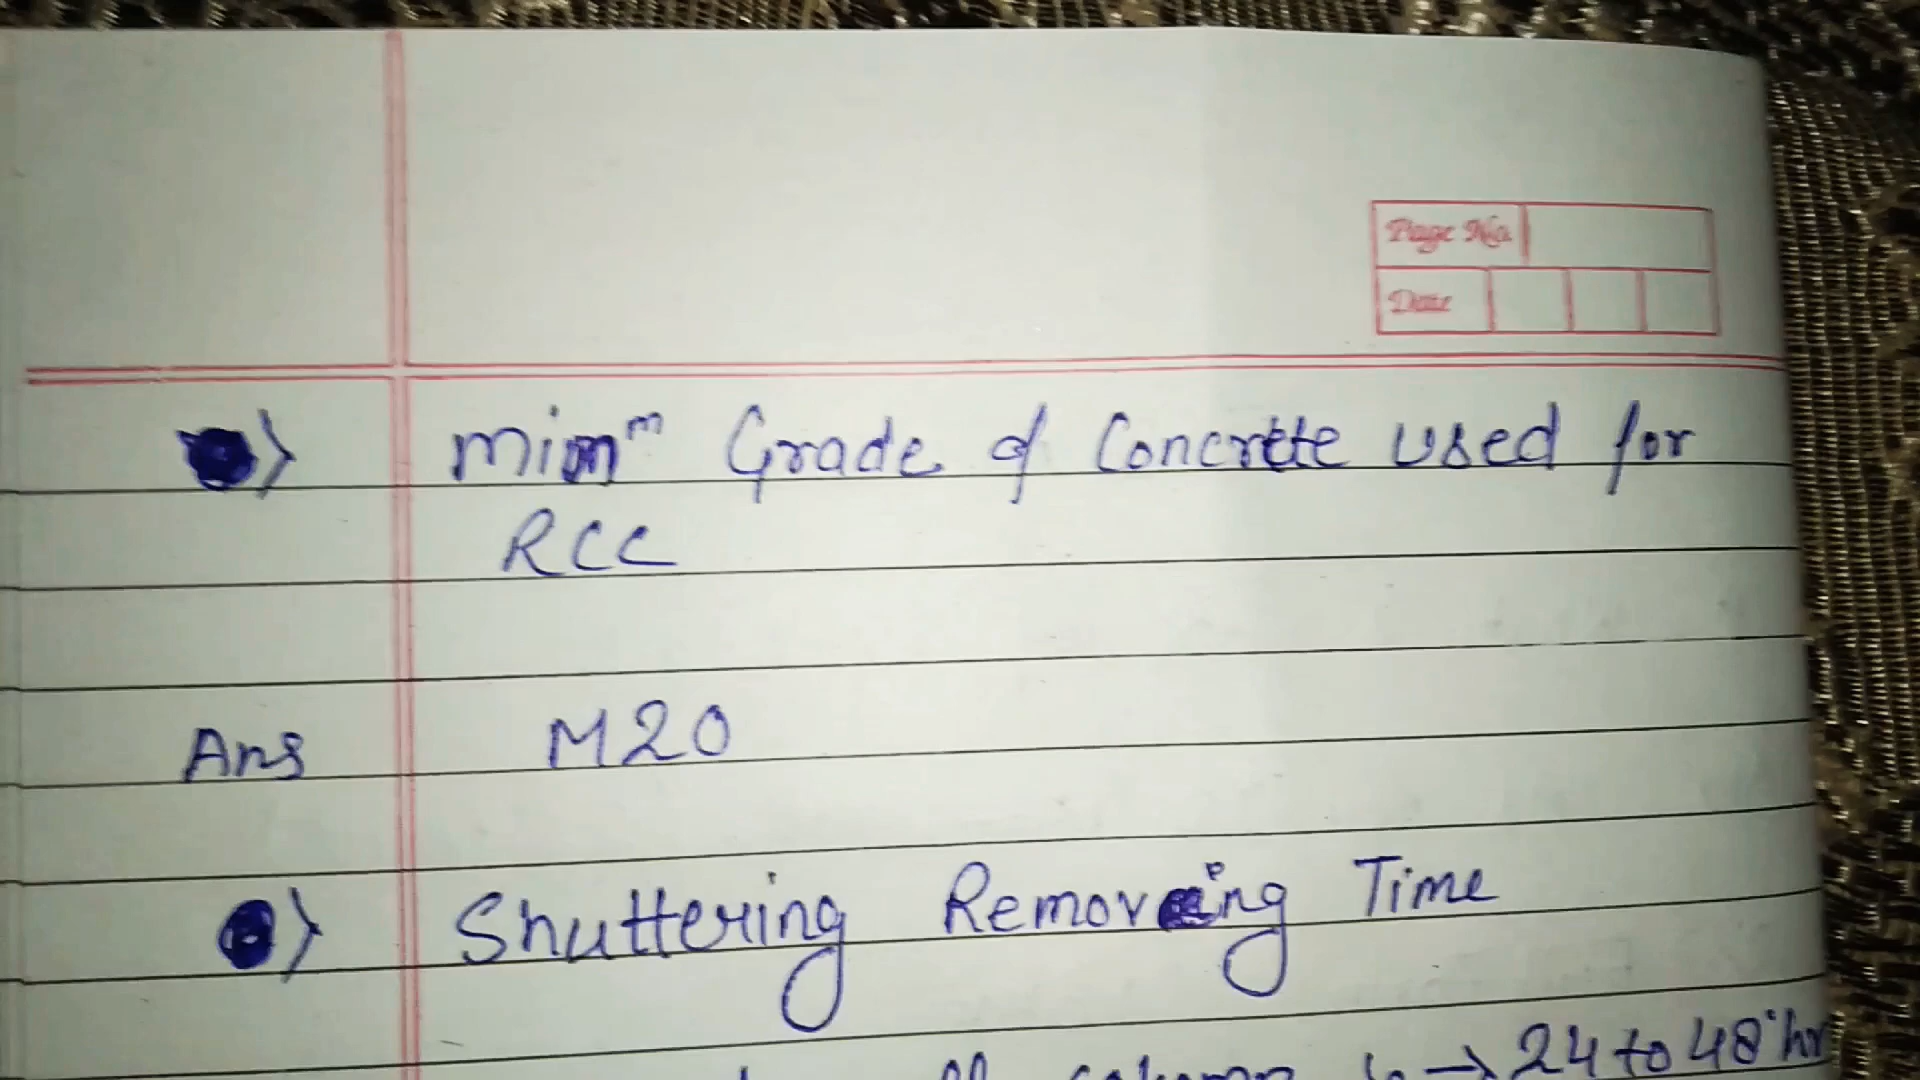 Page No.
Date
•> Minm^m Grade of Concrete used for
RCC
Ans M20
•> Shuttering Removing Time
column → 24 to 48 hr